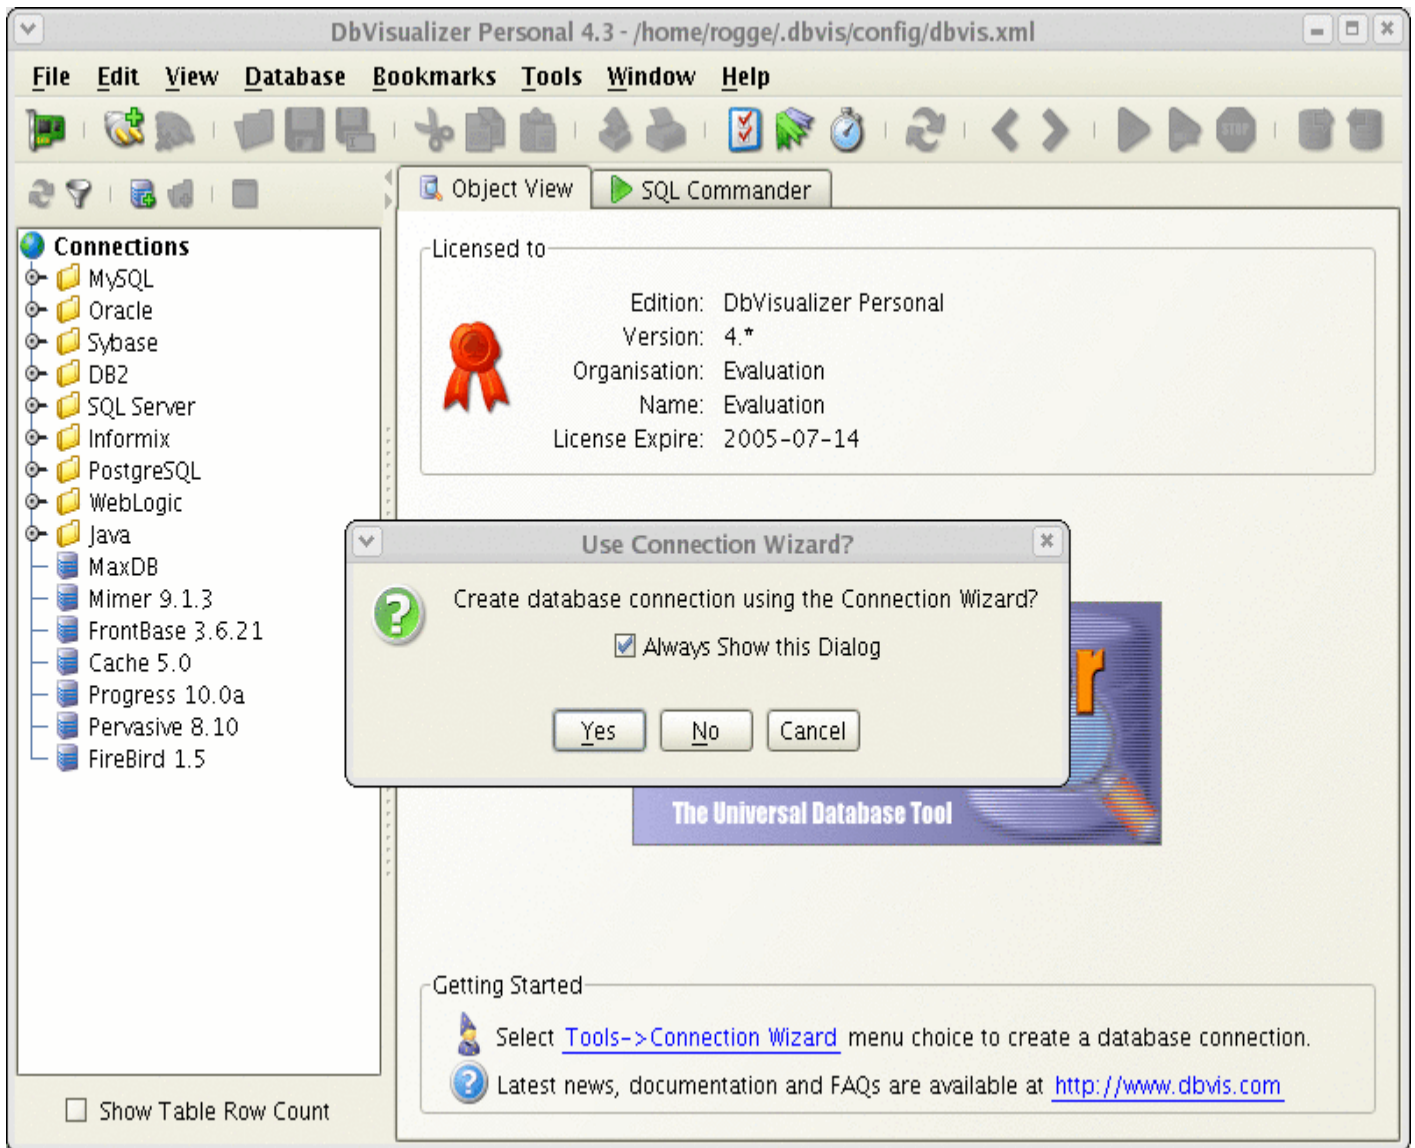 DbVisualizer Personal 4.3 - /home/rogge/.dbvis/config/dbvis.xml
File Edit View Database Bookmarks Tools Window Help
STOP
Object View SQL Commander
Connections
MySQL
Oracle
Sybase
DB2
SQL Server
Informix
PostgreSQL
WebLogic
Java
MaxDB
Mimer 9.1.3
FrontBase 3.6.21
Cache 5.0
Progress 10.0a
Pervasive 8.10
FireBird 1.5
Show Table Row Count
Licensed to
Edition: DbVisualizer Personal
Version: 4.*
Organisation: Evaluation
Name: Evaluation
License Expire: 2005-07-14
Use Connection Wizard?
Create database connection using the Connection Wizard?
Always Show this Dialog
Yes No Cancel
r
The Universal Database Tool
Getting Started
Select Tools->Connection Wizard menu choice to create a database connection.
Latest news, documentation and FAQs are available at http://www.dbvis.com